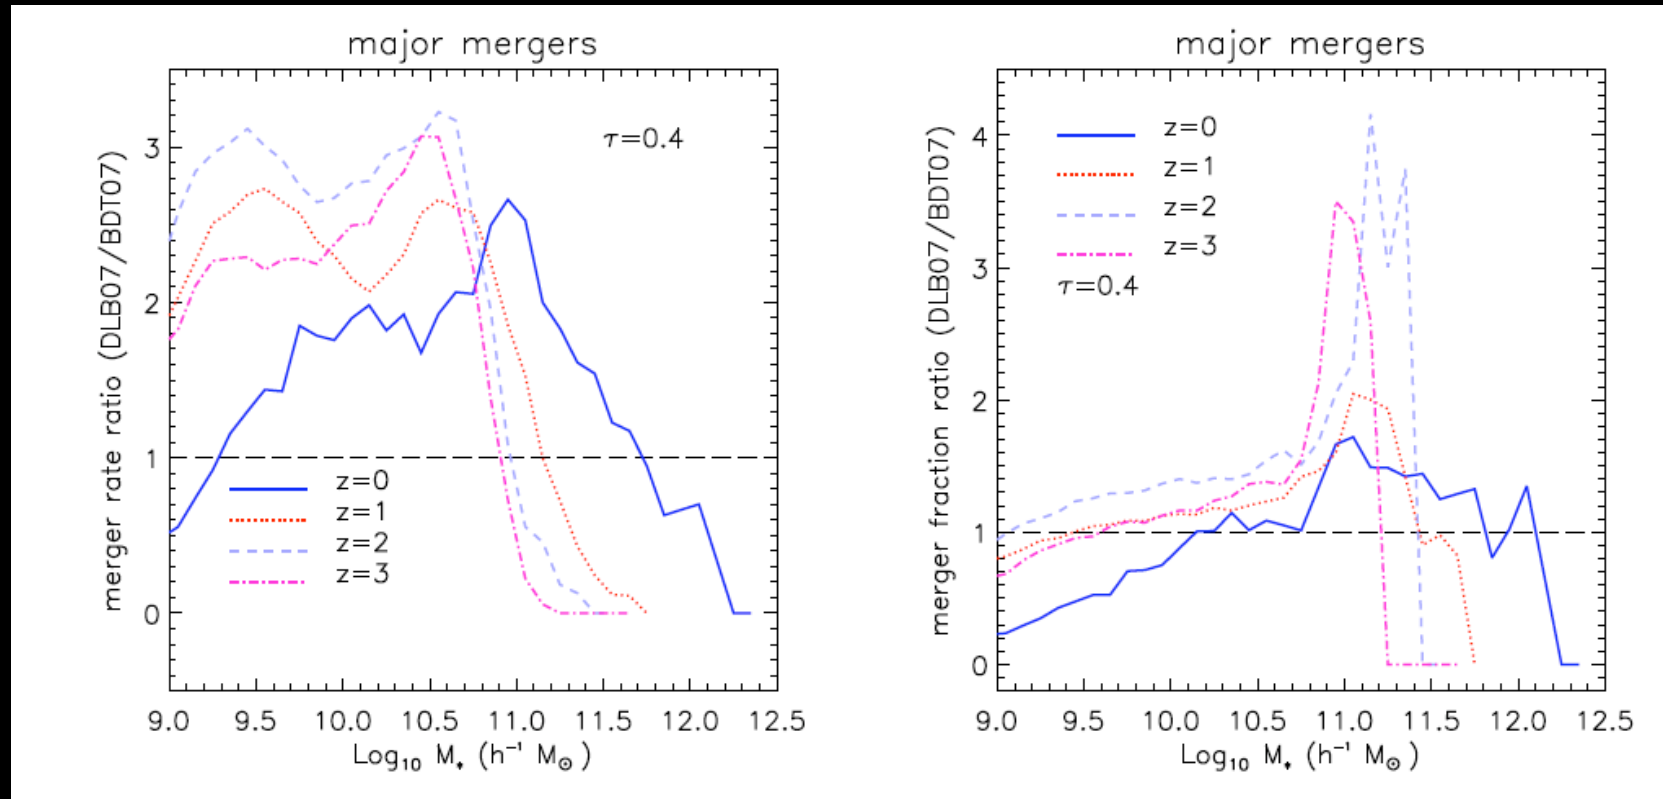 major mergers
merger rate ratio (DLB07/BDT07)
3
2
1
0
τ=0.4
z=0
z=1
z=2
z=3
9.0 9.5 10.0 10.5 11.0 11.5 12.0 12.5
Log₁₀ M⁎ (h⁻¹ M⊙)
major mergers
merger fraction ratio (DLB07/BDT07)
4
3
2
1
0
z=0
z=1
z=2
z=3
τ=0.4
9.0 9.5 10.0 10.5 11.0 11.5 12.0 12.5
Log₁₀ M⁎ (h⁻¹ M⊙)